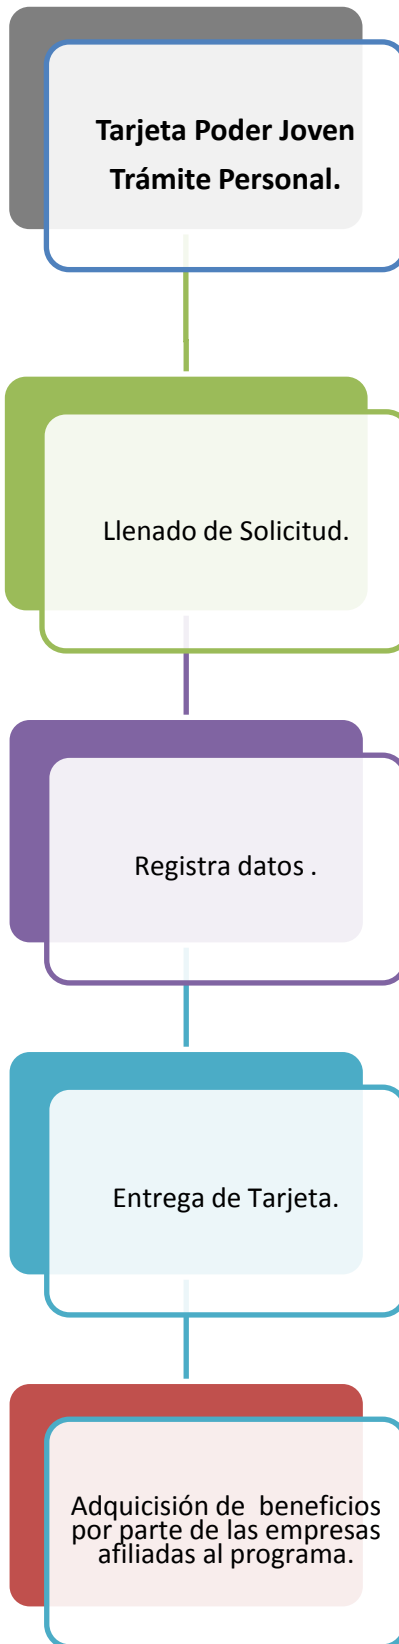 Tarjeta Poder Joven
Trámite Personal.
Llenado de Solicitud.
Registra datos .
Entrega de Tarjeta.
Adquicisión de  beneficios
por parte de las empresas
afiliadas al programa.